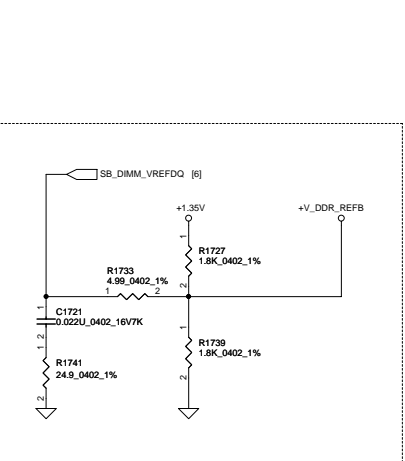 SB_DIMM_VREFDQ [6]
+1.35V
+V_DDR_REFB
1
R1727
1.8K_0402_1%
R1733
4.99_0402_1%
1 2
2
1
C1721
0.022U_0402_16V7K
2
1
R1739
1.8K_0402_1%
1
R1741
24.9_0402_1%
2
2